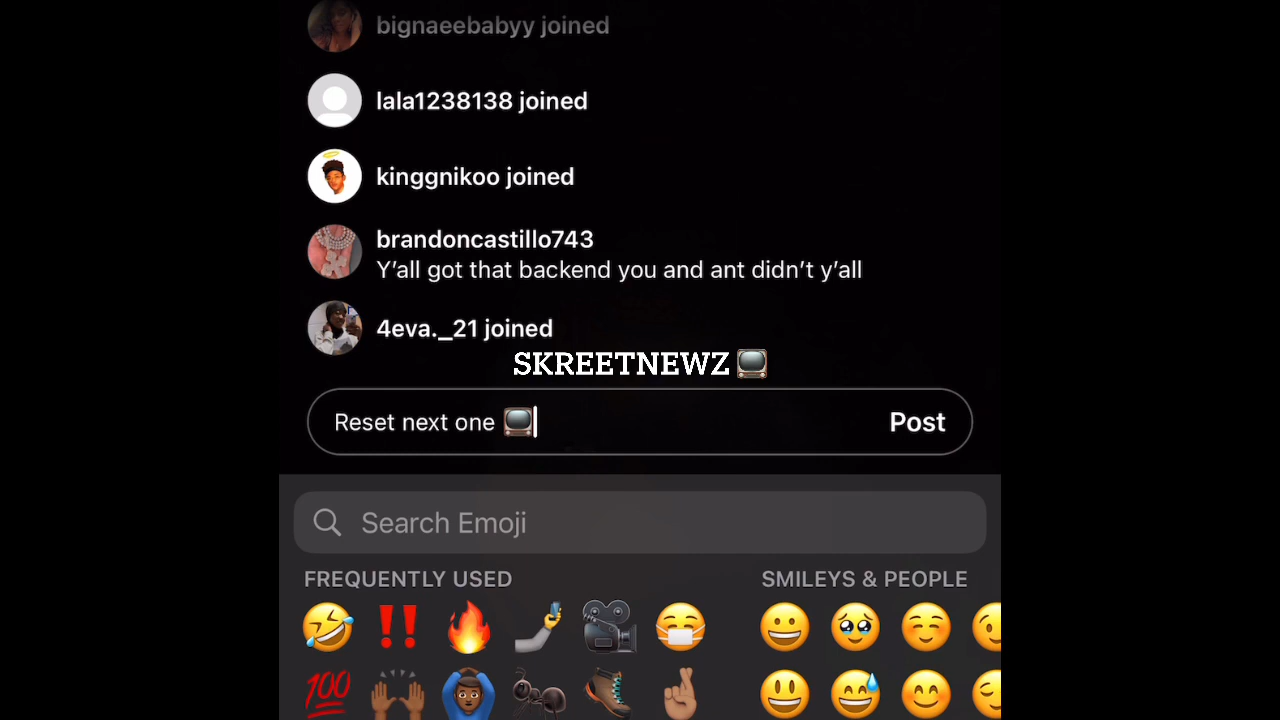 bignaeebabyy joined
lala1238138 joined
kinggnikoo joined
brandoncastillo743
Y’all got that backend you and ant didn’t y’all
4eva._21 joined
SKREETNEWZ📺
Reset next one 📺
Post
Search Emoji
FREQUENTLY USED
SMILEYS & PEOPLE